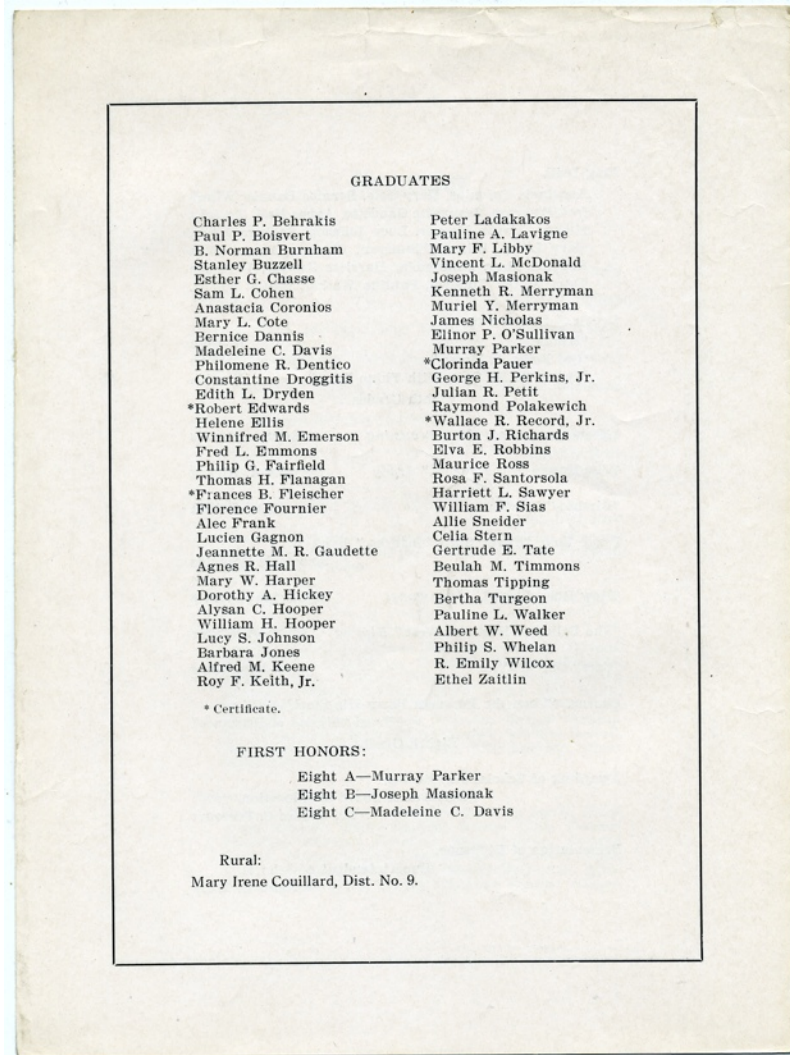 GRADUATES
Charles P. Behrakis
Paul P. Boisvert
B. Norman Burnham
Stanley Buzzell
Esther G. Chasse
Sam L. Cohen
Anastacia Coronios
Mary L. Cote
Bernice Dannis
Madeleine C. Davis
Philomene R. Dentico
Constantine Droggitis
Edith L. Dryden
*Robert Edwards
Helene Ellis
Winnifred M. Emerson
Fred L. Emmons
Philip G. Fairfield
Thomas H. Flanagan
*Frances B. Fleischer
Florence Fournier
Alec Frank
Lucien Gagnon
Jeannette M. R. Gaudette
Agnes R. Hall
Mary W. Harper
Dorothy A. Hickey
Alysan C. Hooper
William H. Hooper
Lucy S. Johnson
Barbara Jones
Alfred M. Keene
Roy F. Keith, Jr.
Peter Ladakakos
Pauline A. Lavigne
Mary F. Libby
Vincent L. McDonald
Joseph Masionak
Kenneth R. Merryman
Muriel Y. Merryman
James Nicholas
Elinor P. O'Sullivan
Murray Parker
*Clorinda Pauer
George H. Perkins, Jr.
Julian R. Petit
Raymond Polakewich
*Wallace R. Record, Jr.
Burton J. Richards
Elva E. Robbins
Maurice Ross
Rosa F. Santorsola
Harriett L. Sawyer
William F. Sias
Allie Sneider
Celia Stern
Gertrude E. Tate
Beulah M. Timmons
Thomas Tipping
Bertha Turgeon
Pauline L. Walker
Albert W. Weed
Philip S. Whelan
R. Emily Wilcox
Ethel Zaitlin
* Certificate.
FIRST HONORS:
Eight A—Murray Parker
Eight B—Joseph Masionak
Eight C—Madeleine C. Davis
Rural:
Mary Irene Couillard, Dist. No. 9.